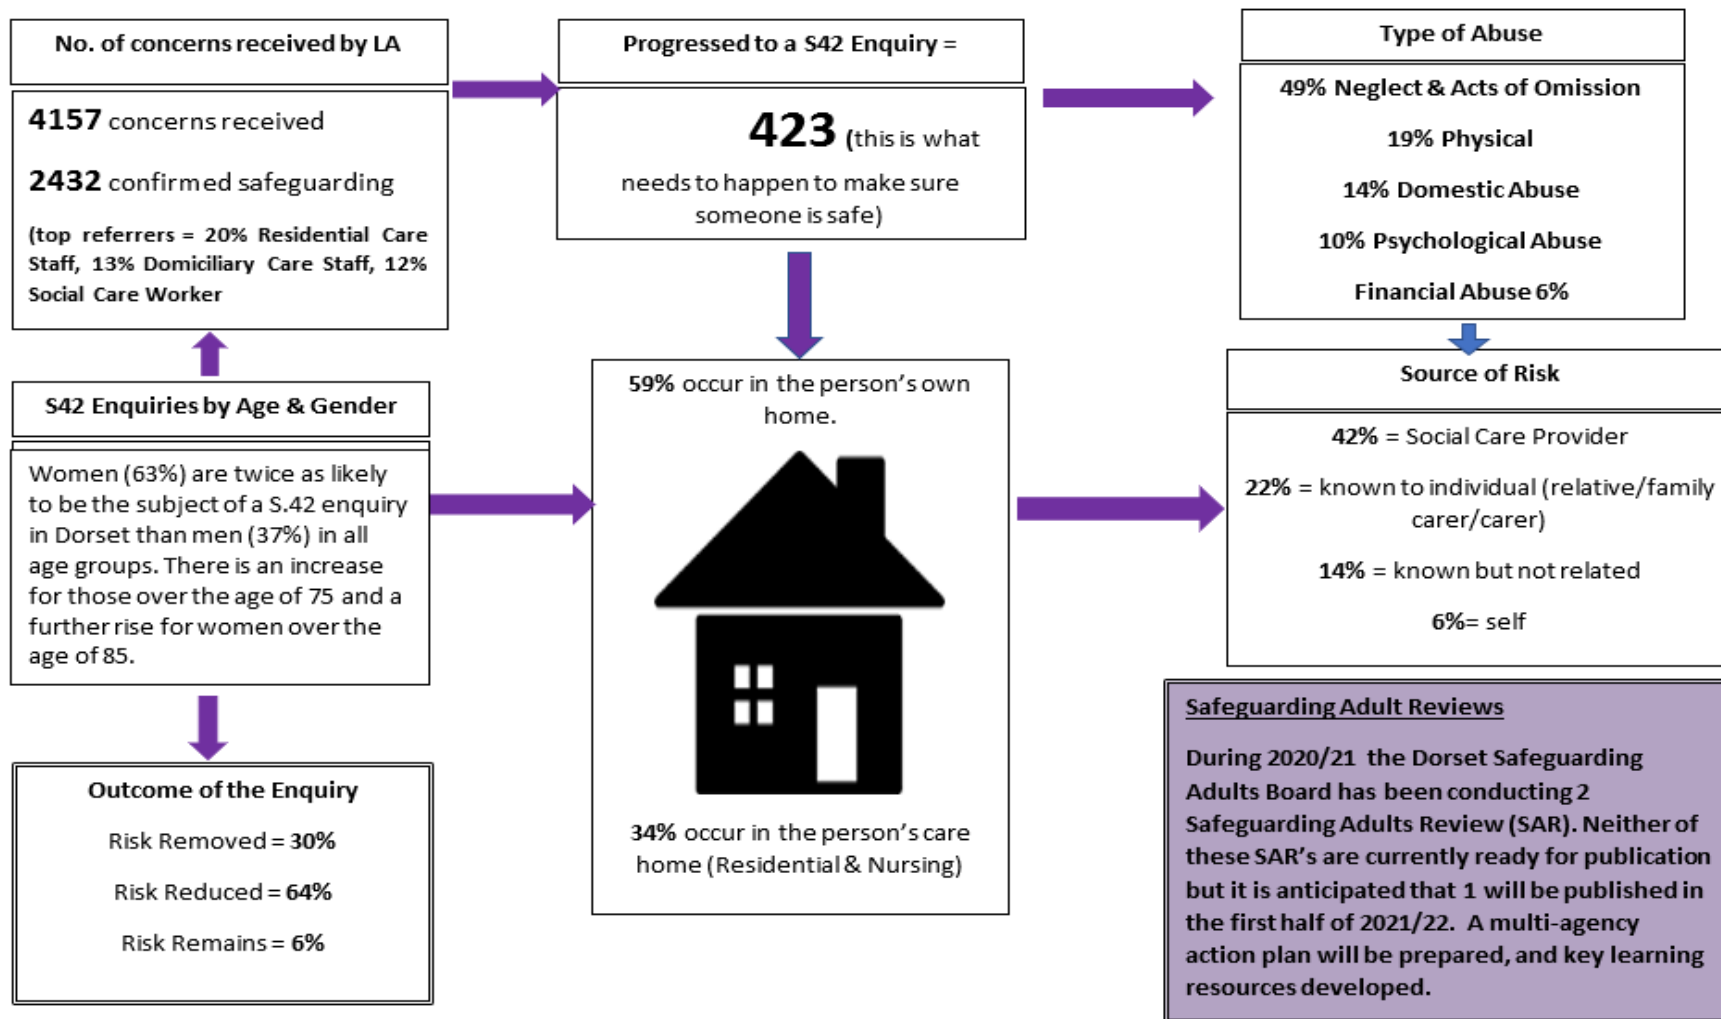 No. of concerns received by LA
4157 concerns received
2432 confirmed safeguarding
(top referrers = 20% Residential Care
Staff, 13% Domiciliary Care Staff, 12%
Social Care Worker
Progressed to a S42 Enquiry =
423 (this is what
needs to happen to make sure
someone is safe)
Type of Abuse
49% Neglect & Acts of Omission
19% Physical
14% Domestic Abuse
10% Psychological Abuse
Financial Abuse 6%
S42 Enquiries by Age & Gender
Women (63%) are twice as likely
to be the subject of a S.42 enquiry
in Dorset than men (37%) in all
age groups. There is an increase
for those over the age of 75 and a
further rise for women over the
age of 85.
59% occur in the person's own
home.
34% occur in the person's care
home (Residential & Nursing)
Source of Risk
42% = Social Care Provider
22% = known to individual (relative/family
carer/carer)
14% = known but not related
6%= self
Outcome of the Enquiry
Risk Removed = 30%
Risk Reduced = 64%
Risk Remains = 6%
Safeguarding Adult Reviews
During 2020/21 the Dorset Safeguarding
Adults Board has been conducting 2
Safeguarding Adults Review (SAR). Neither of
these SAR's are currently ready for publication
but it is anticipated that 1 will be published in
the first half of 2021/22. A multi-agency
action plan will be prepared, and key learning
resources developed.